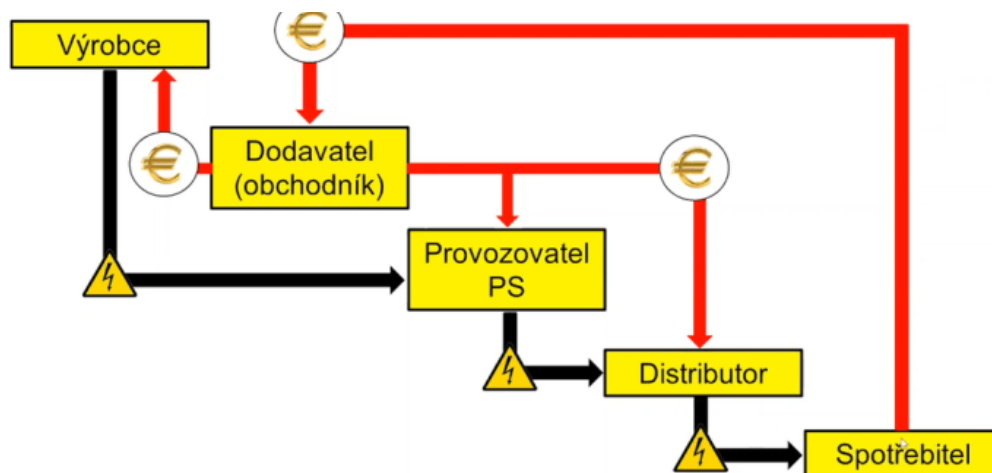 Výrobce
Dodavatel
(obchodník)
Provozovatel
PS
Distributor
Spotřebitel